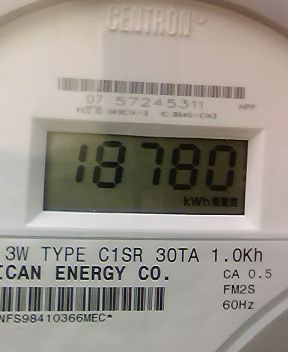 CENTRON®
07 57245311 HPP
18780
kWh
3W TYPE C1SR 30TA 1.0Kh
ICAN ENERGY CO.
CA 0.5
FM2S
60Hz
NFS98410366MEC*